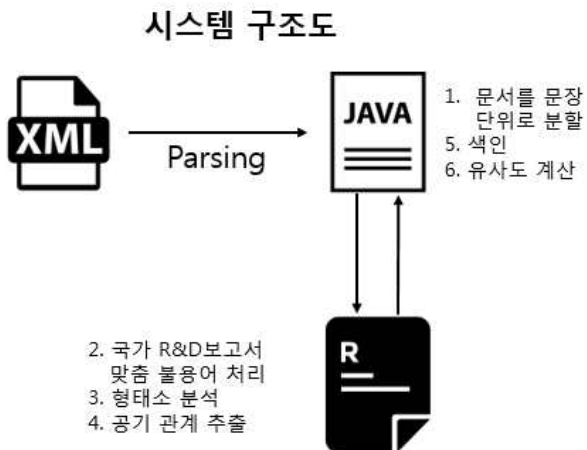 시스템 구조도
XML
Parsing
JAVA
1. 문서를 문장
단위로 분할
5. 색인
6. 유사도 계산
2. 국가 R&D보고서
맞춤 불용어 처리
3. 형태소 분석
4. 공기 관계 추출
R